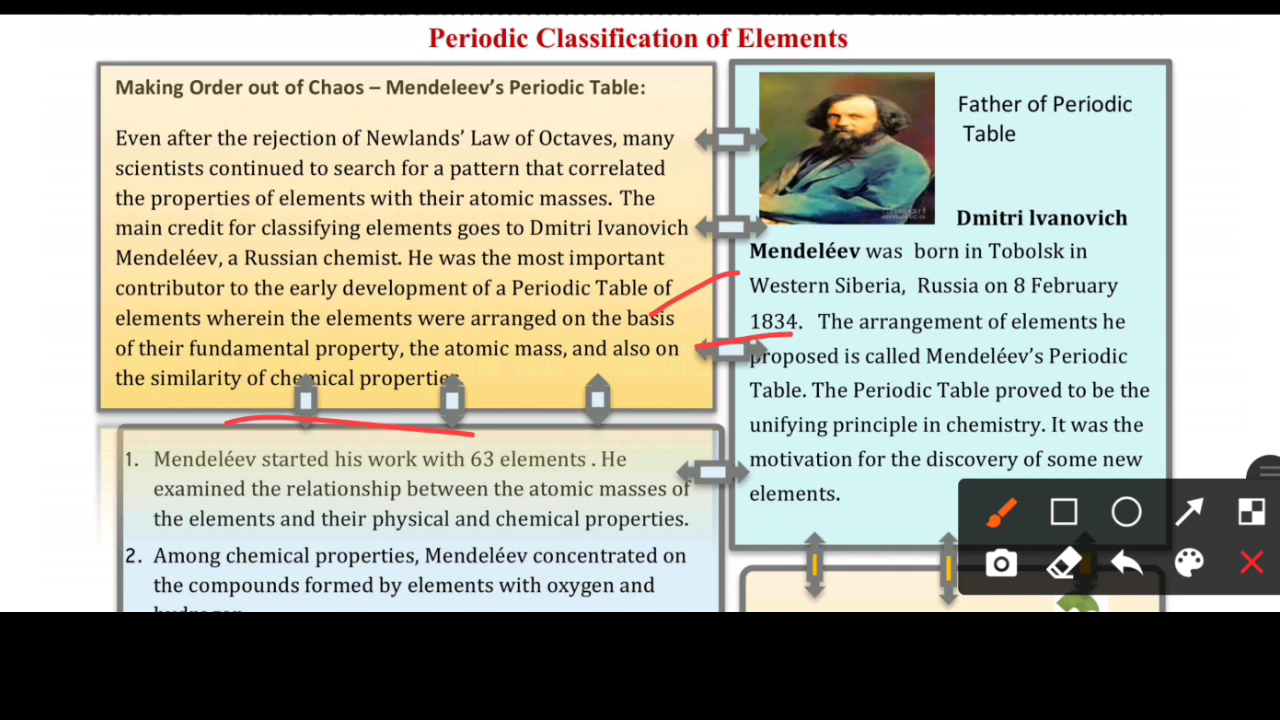 Periodic Classification of Elements
Making Order out of Chaos – Mendeleev's Periodic Table:
Even after the rejection of Newlands' Law of Octaves, many
scientists continued to search for a pattern that correlated
the properties of elements with their atomic masses. The
main credit for classifying elements goes to Dmitri Ivanovich
Mendeléev, a Russian chemist. He was the most important
contributor to the early development of a Periodic Table of
elements wherein the elements were arranged on the basis
of their fundamental property, the atomic mass, and also on
the similarity of chemical properties
1. Mendeléev started his work with 63 elements . He
examined the relationship between the atomic masses of
the elements and their physical and chemical properties.
2. Among chemical properties, Mendeléev concentrated on
the compounds formed by elements with oxygen and
Father of Periodic
Table
Dmitri lvanovich
Mendeléev was born in Tobolsk in
Western Siberia, Russia on 8 February
1834. The arrangement of elements he
proposed is called Mendeléev's Periodic
Table. The Periodic Table proved to be the
unifying principle in chemistry. It was the
motivation for the discovery of some new
elements.